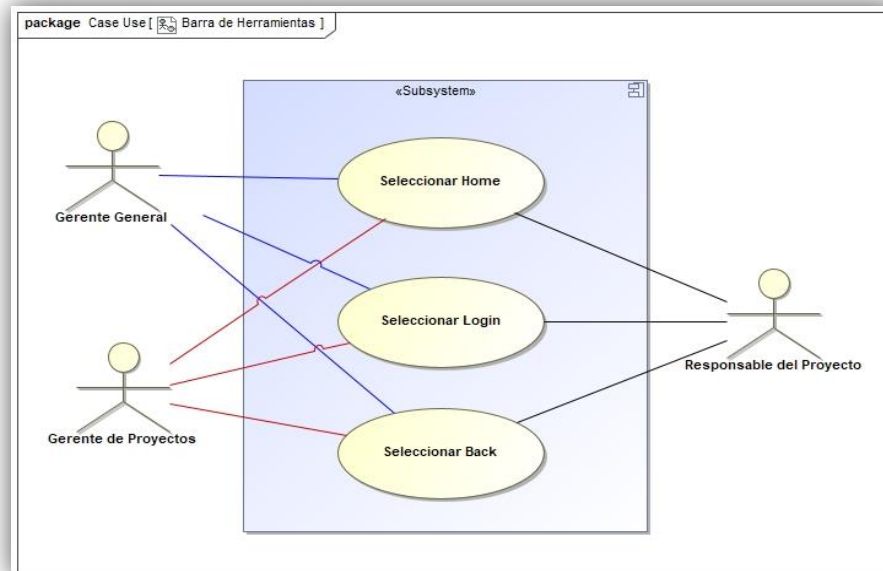 package Case Use [ Barra de Herramientas ]
«Subsystem»
Gerente General
Seleccionar Home
Seleccionar Login
Responsable del Proyecto
Gerente de Proyectos
Seleccionar Back